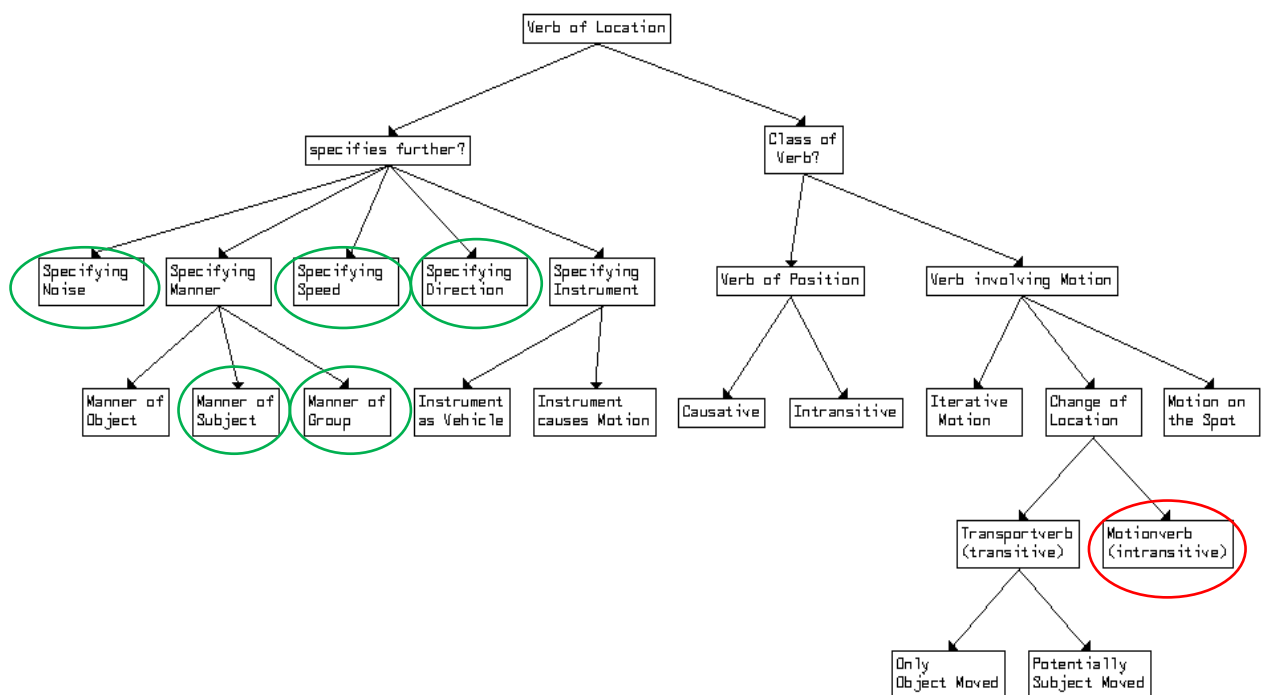 Verb of Location
specifies further?
Class of
Verb?
Specifying
Noise
Specifying
Manner
Specifying
Speed
Specifying
Direction
Specifying
Instrument
Verb of Position
Verb involving Motion
Manner of
Object
Manner of
Subject
Manner of
Group
Instrument
as Vehicle
Instrument
causes Motion
Causative
Intransitive
Iterative
Motion
Change of
Location
Motion on
the Spot
Transportverb
(transitive)
Motionverb
(intransitive)
Only
Object Moved
Potentially
Subject Moved